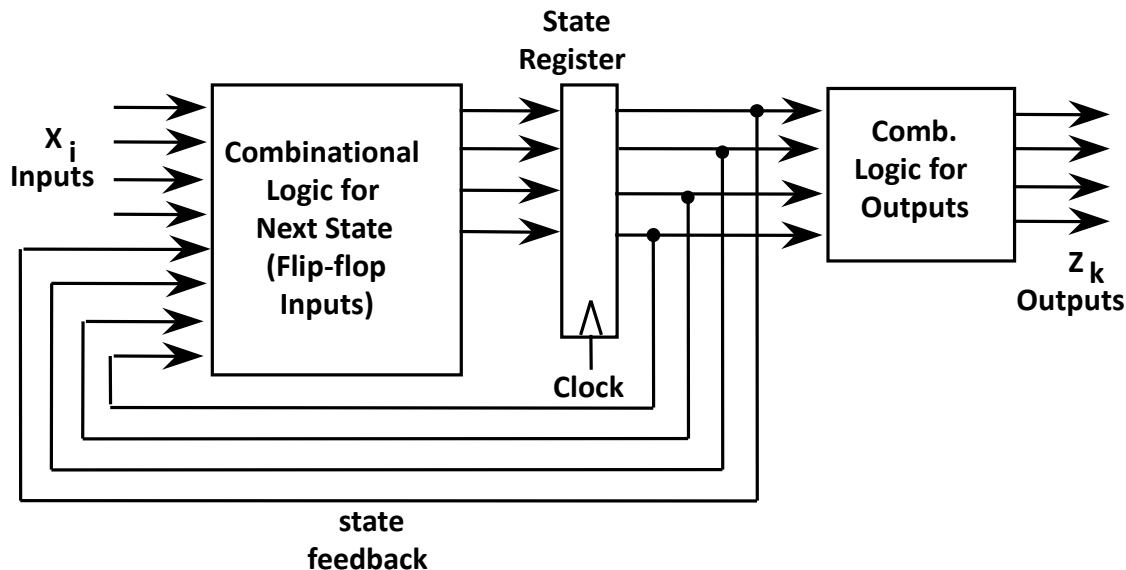 State
Register
X i
Inputs
Combinational
Logic for
Next State
(Flip-flop
Inputs)
Comb.
Logic for
Outputs
Z k
Outputs
Clock
state
feedback